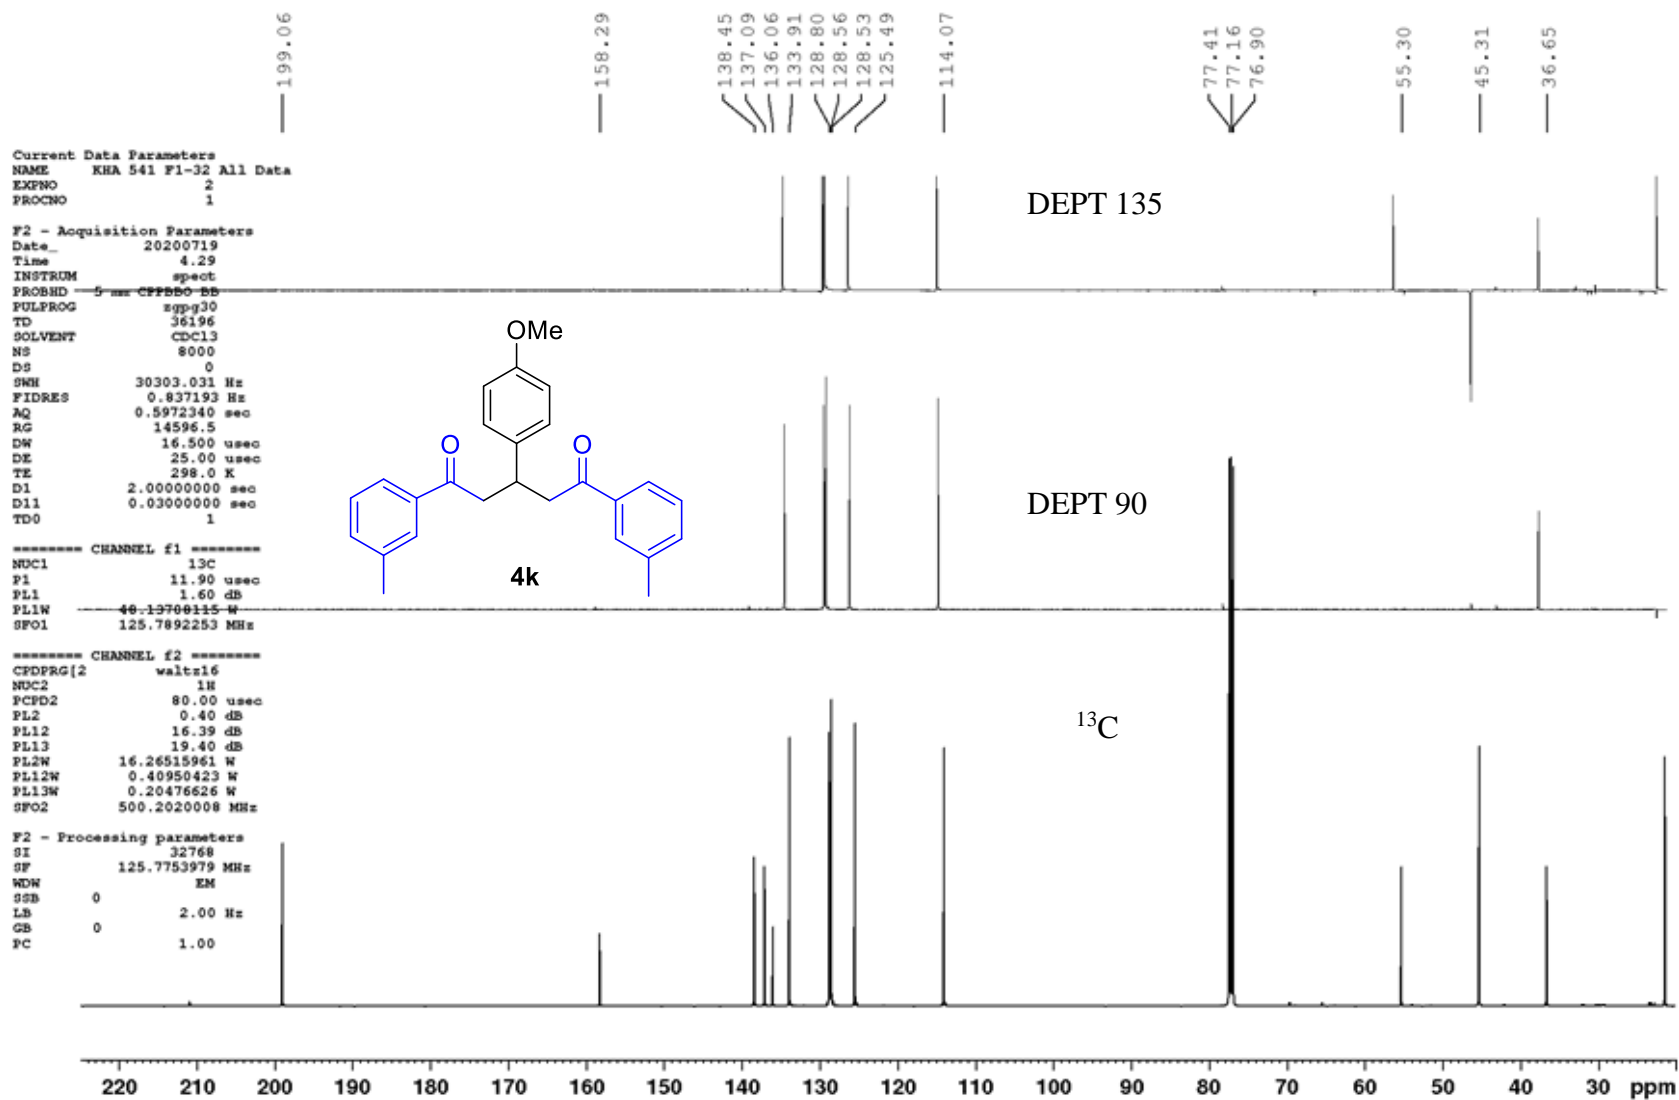 199.06
158.29
138.45
137.09
136.06
133.91
128.80
128.56
128.53
125.49
114.07
77.41
77.16
76.90
55.30
45.31
36.65
Current Data Parameters
NAME KHA 541 F1-32 All Data
EXPNO 2
PROCNO 1
F2 - Acquisition Parameters
Date_ 20200719
Time 4.29
INSTRUM spect
PROBHD 5 mm CPPBBO BB
PULPROG zgpg30
TD 36196
SOLVENT CDCl3
NS 8000
DS 0
SWH 30303.031 Hz
FIDRES 0.837193 Hz
AQ 0.5972340 sec
RG 14596.5
DW 16.500 usec
DE 25.00 usec
TE 298.0 K
D1 2.00000000 sec
D11 0.03000000 sec
TD0 1
======== CHANNEL f1 ========
NUC1 13C
P1 11.90 usec
PL1 1.60 dB
PL1W 48.13708115 W
SFO1 125.7892253 MHz
======== CHANNEL f2 ========
CPDPRG[2 waltz16
NUC2 1H
PCPD2 80.00 usec
PL2 0.40 dB
PL12 16.39 dB
PL13 19.40 dB
PL2W 16.26515961 W
PL12W 0.40950423 W
PL13W 0.20476626 W
SFO2 500.2020008 MHz
F2 - Processing parameters
SI 32768
SF 125.7753979 MHz
WDW EM
SSB 0
LB 2.00 Hz
GB 0
PC 1.00
DEPT 135
OMe
O O
4k
DEPT 90
13C
220 210 200 190 180 170 160 150 140 130 120 110 100 90 80 70 60 50 40 30 ppm